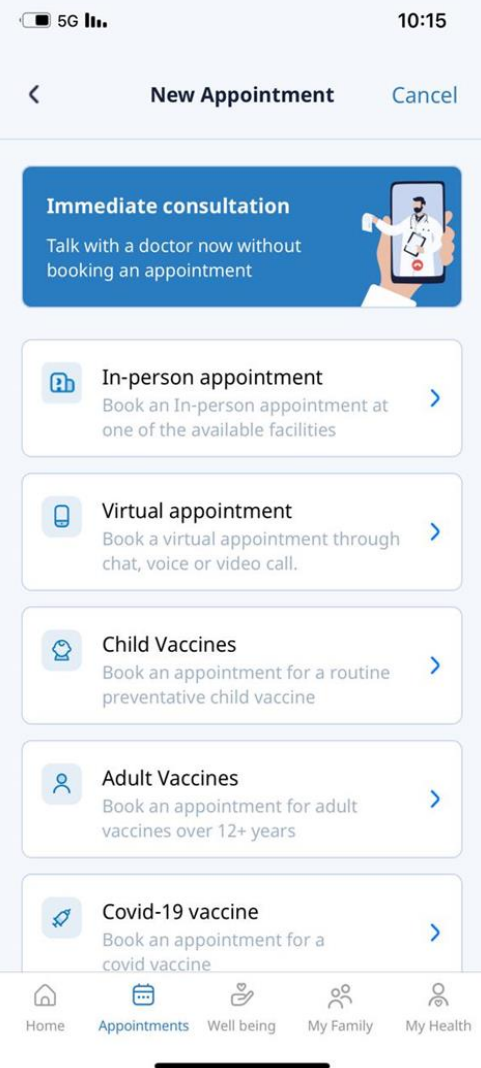 5G
10:15
New Appointment
Cancel
Immediate consultation
Talk with a doctor now without
booking an appointment
In-person appointment
Book an In-person appointment at
one of the available facilities
Virtual appointment
Book a virtual appointment through
chat, voice or video call.
Child Vaccines
Book an appointment for a routine
preventative child vaccine
Adult Vaccines
Book an appointment for adult
vaccines over 12+ years
Covid-19 vaccine
Book an appointment for a
covid vaccine
Home
Appointments
Well being
My Family
My Health